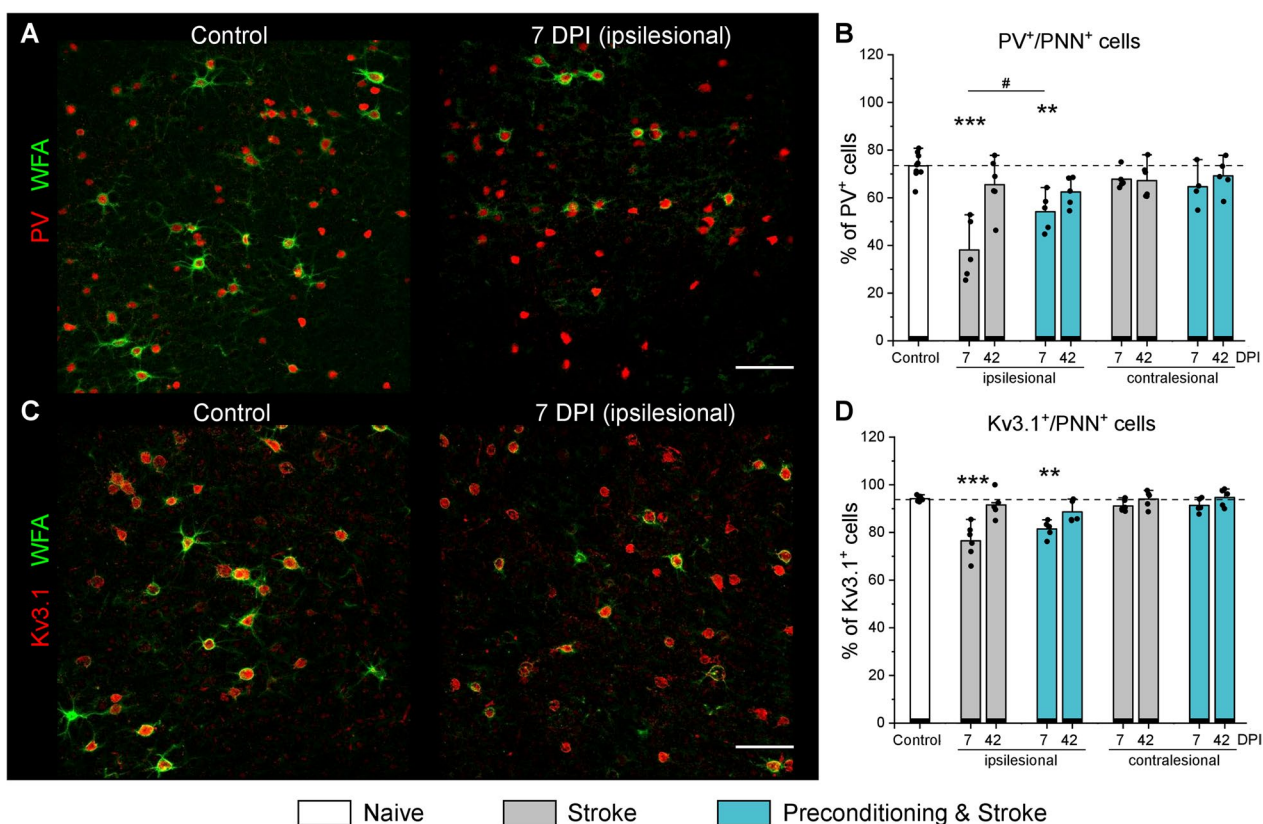 A
Control
7 DPI (ipsilesional)
PV WFA
B
PV⁺/PNN⁺ cells
% of PV⁺ cells
120
100
80
60
40
20
0
#
***
**
Control
7 42 7 42 7 42 7 42 DPI
ipsilesional contralesional
C
Control
7 DPI (ipsilesional)
Kv3.1 WFA
D
Kv3.1⁺/PNN⁺ cells
% of Kv3.1⁺ cells
120
100
80
60
40
20
0
***
**
Control
7 42 7 42 7 42 7 42 DPI
ipsilesional contralesional
Naive Stroke Preconditioning & Stroke